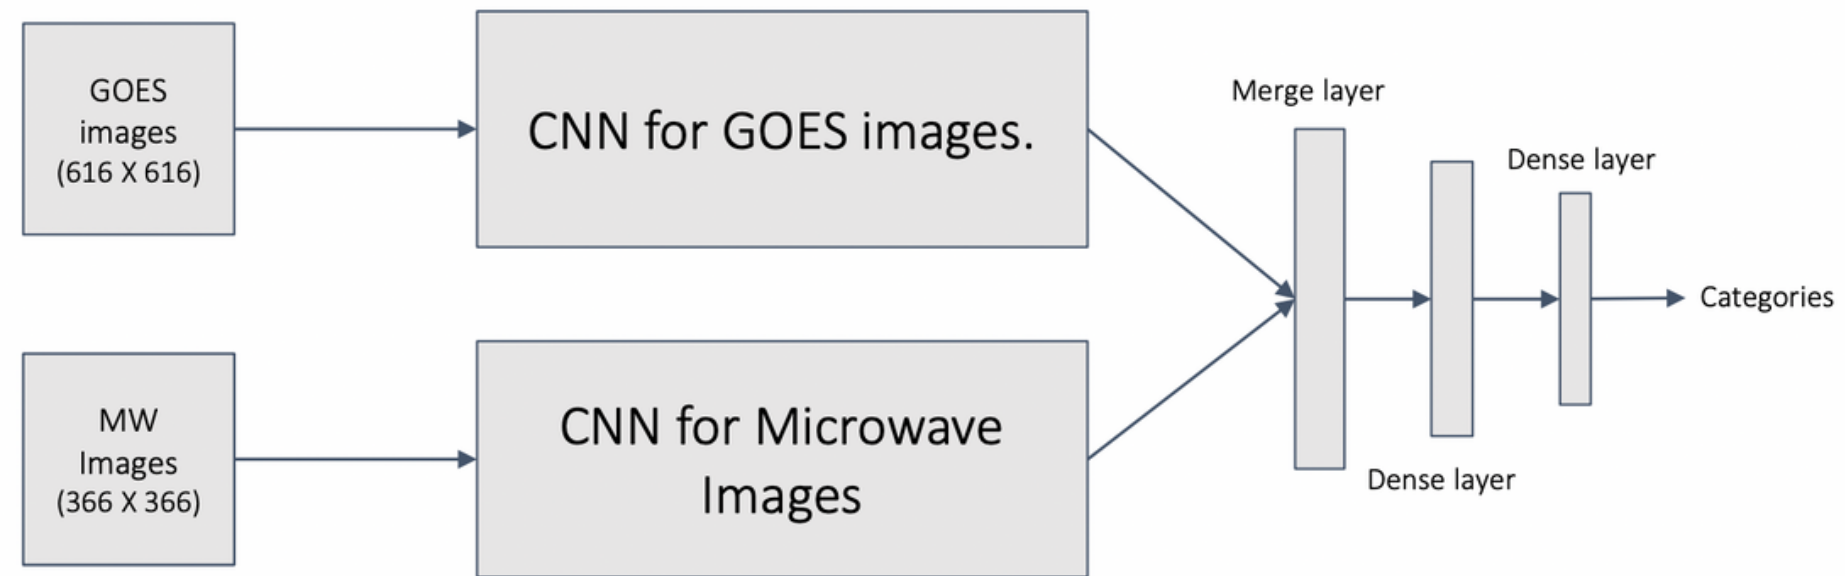 GOES
images
(616 X 616)
CNN for GOES images.
Merge layer
Dense layer
Categories
MW
Images
(366 X 366)
CNN for Microwave
Images
Dense layer